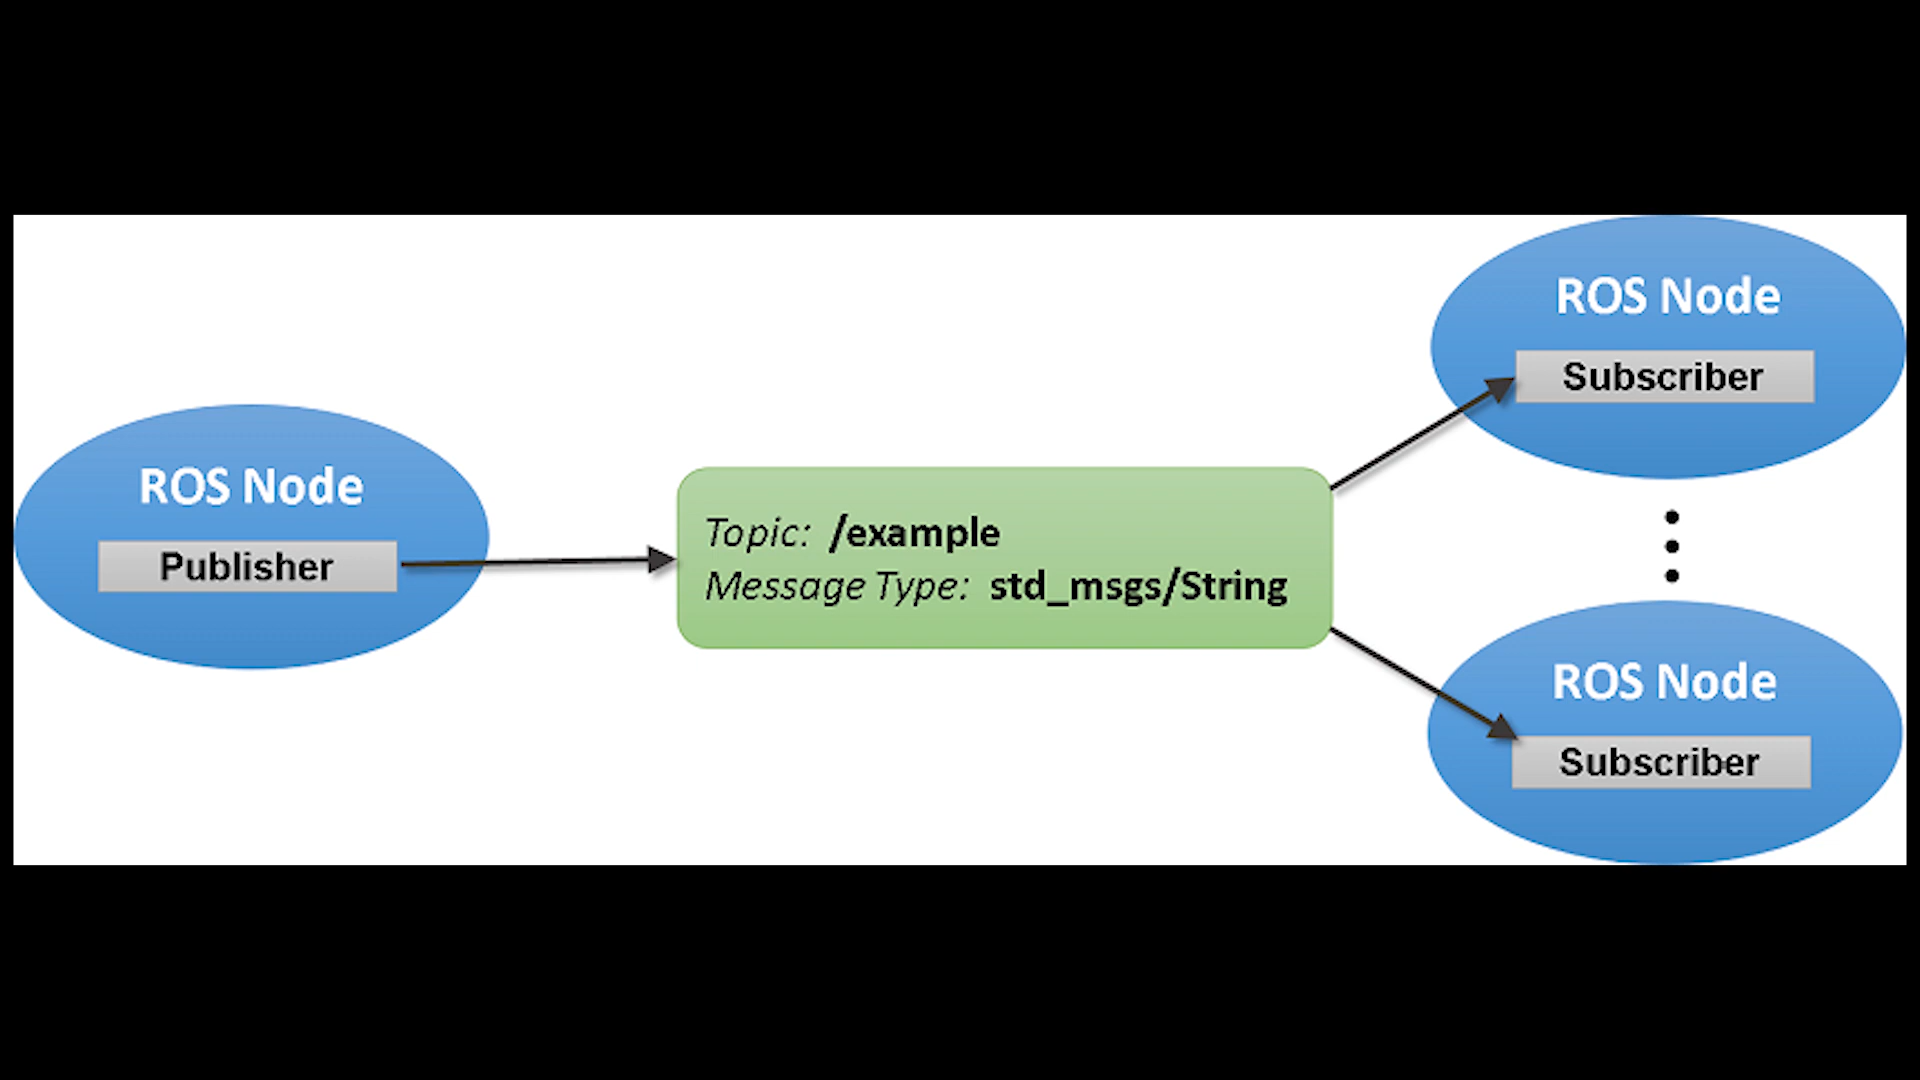 ROS Node
Publisher
Topic: /example
Message Type: std_msgs/String
ROS Node
Subscriber
ROS Node
Subscriber